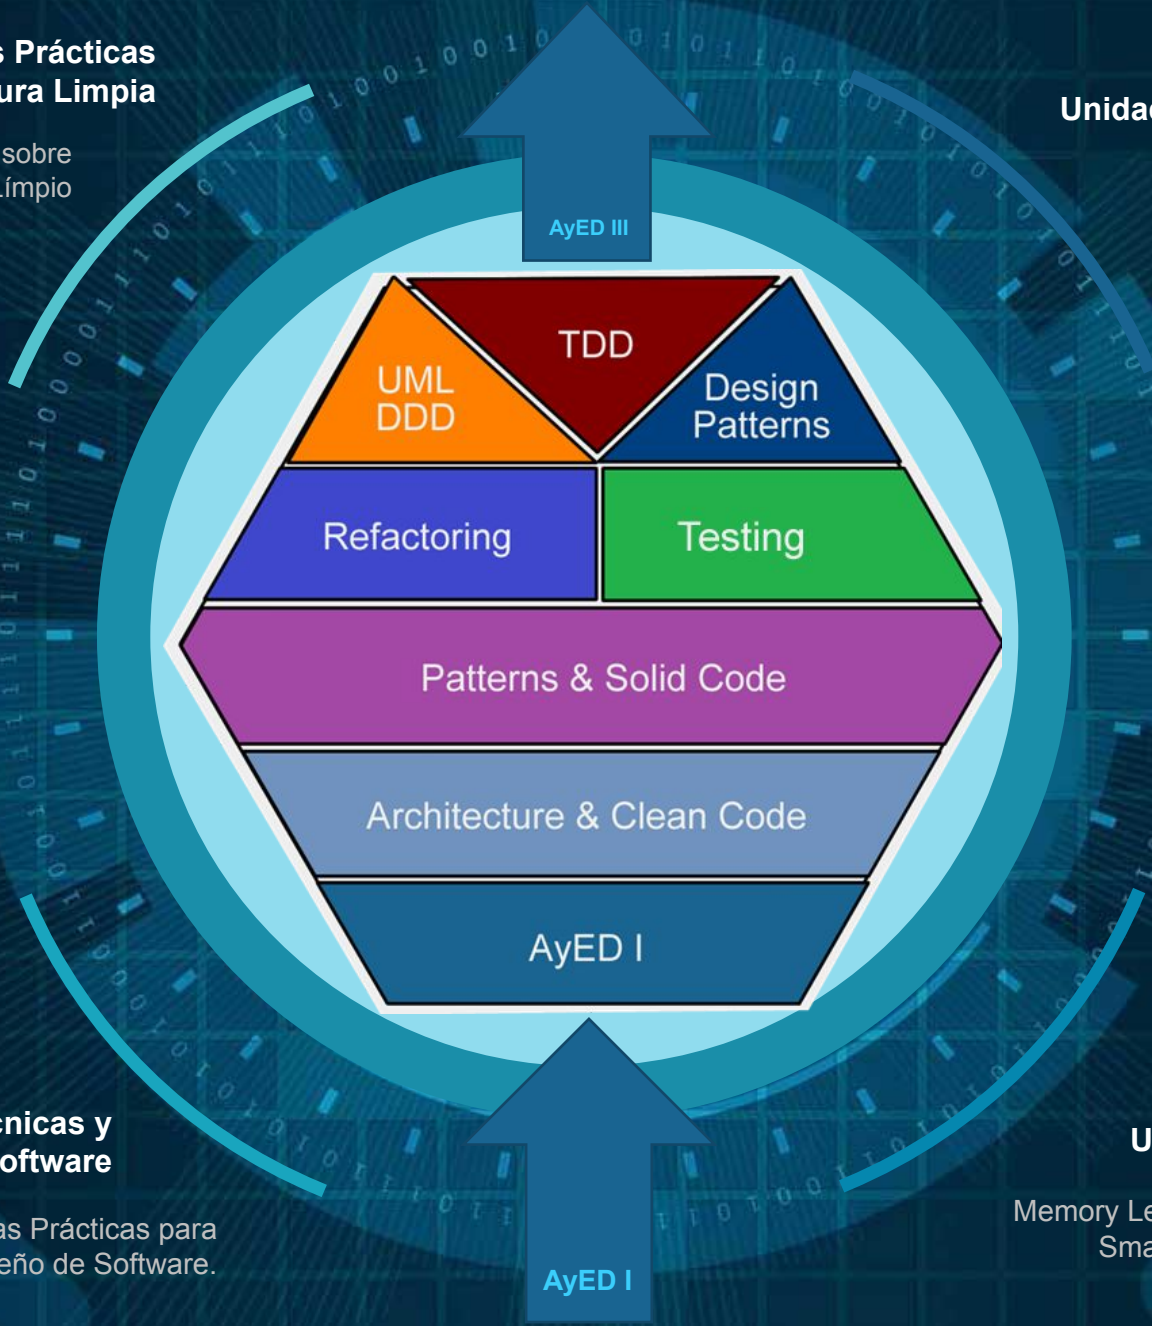 s Prácticas
ura Limpia
sobre
Límpio
Unidad
AyED III
TDD
UML
DDD
Design
Patterns
Refactoring
Testing
Patterns & Solid Code
Architecture & Clean Code
AyED I
cnicas y
oftware
as Prácticas para
eño de Software.
AyED I
U
Memory Le
Sma